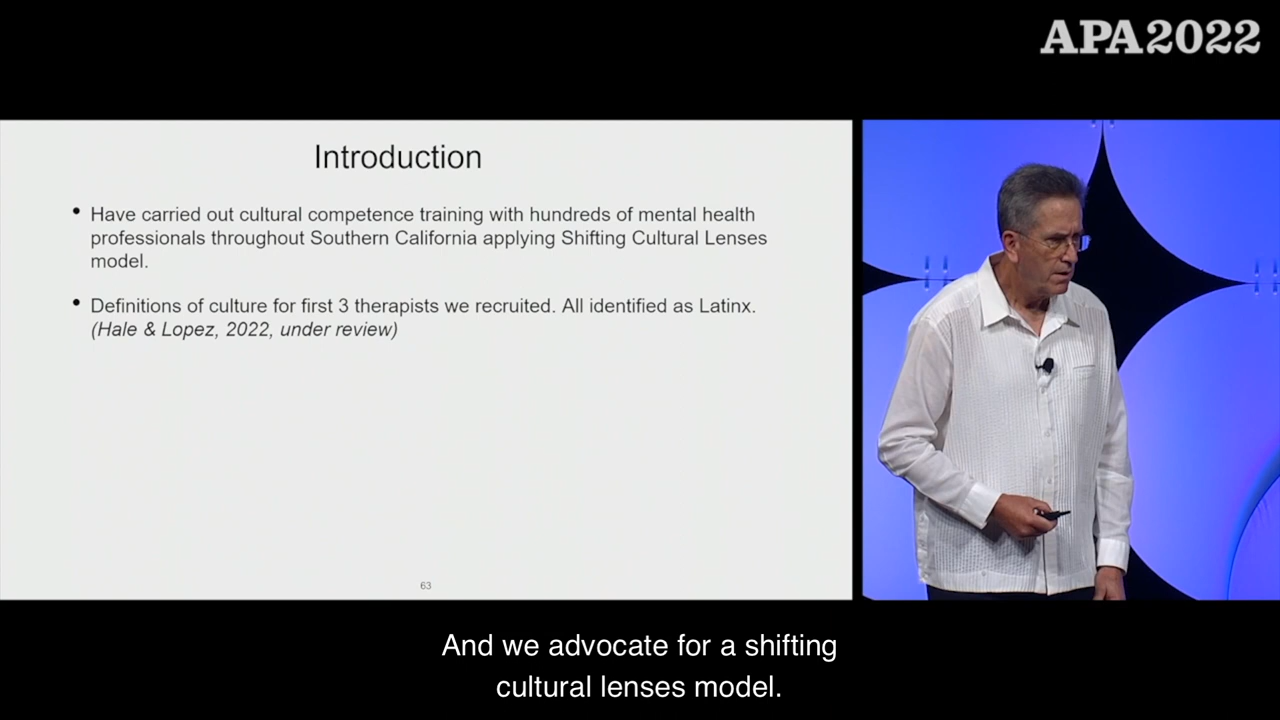 APA2022
Introduction
• Have carried out cultural competence training with hundreds of mental health
professionals throughout Southern California applying Shifting Cultural Lenses
model.
• Definitions of culture for first 3 therapists we recruited. All identified as Latinx.
(Hale & Lopez, 2022, under review)
63
And we advocate for a shifting
cultural lenses model.